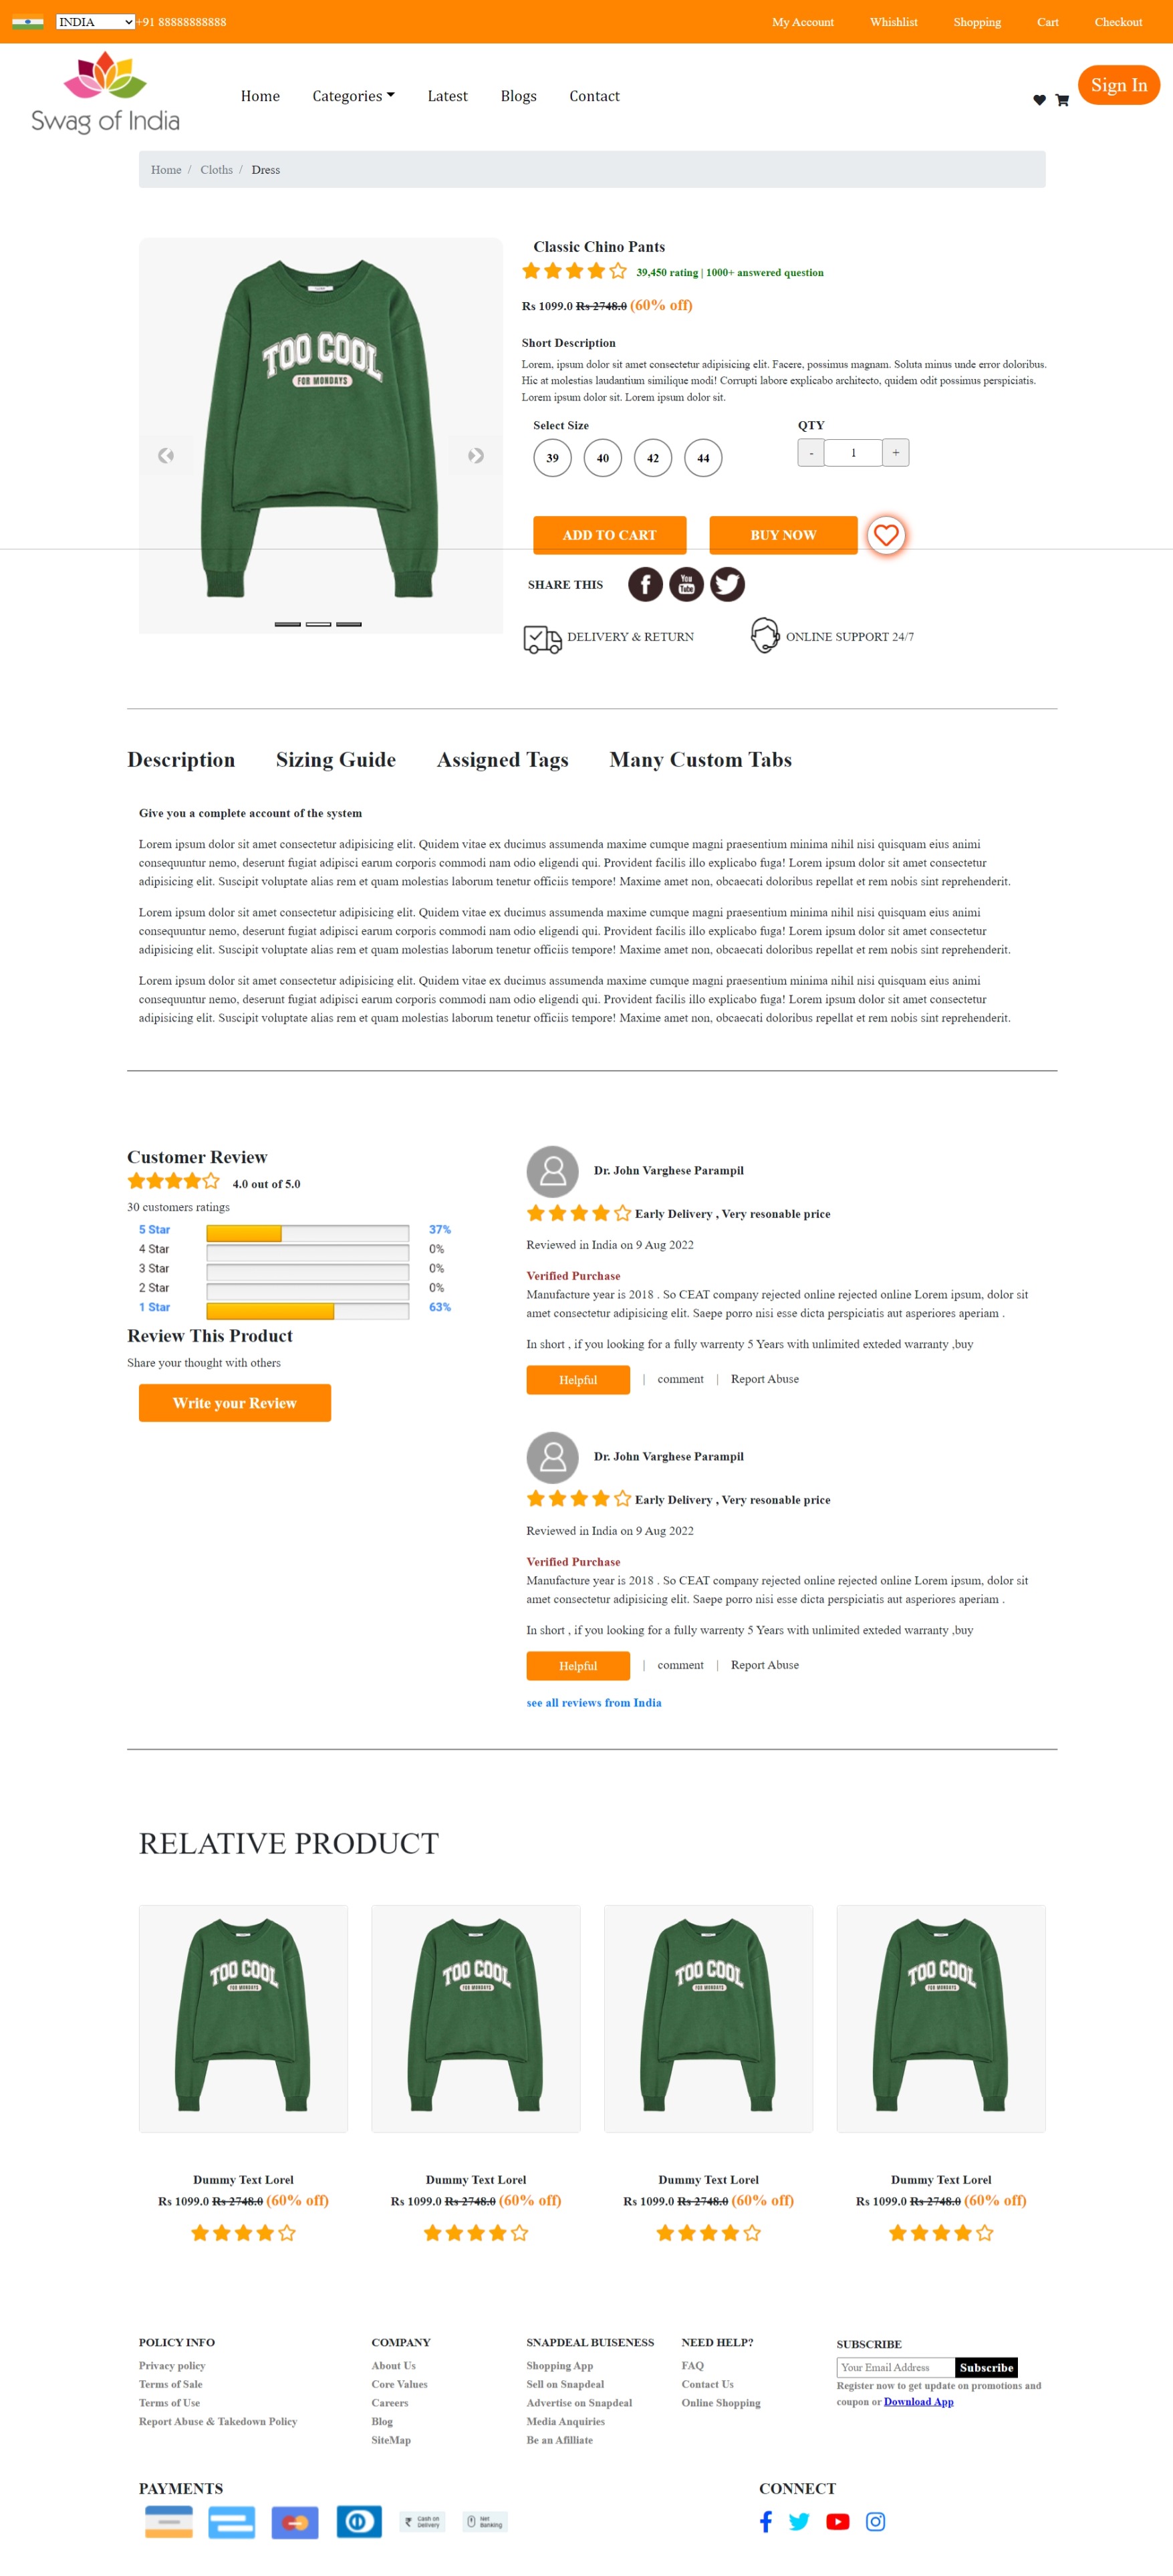 INDIA +91 88888888888 My Account Whishlist Shopping Cart Checkout
Swag of India
Home Categories Latest Blogs Contact
Sign In
Home / Cloths / Dress
Classic Chino Pants
39,450 rating | 1000+ answered question
Rs 1099.0 Rs 2748.0 (60% off)
Short Description
Lorem, ipsum dolor sit amet consectetur adipisicing elit. Facere, possimus magnam. Soluta minus unde error doloribus.
Hic at molestias laudantium similique modi! Corrupti labore explicabo architecto, quidem odit possimus perspiciatis.
Lorem ipsum dolor sit. Lorem ipsum dolor sit.
Select Size QTY
39 40 42 44 - 1 +
TOO COOL
FOR MONDAYS
ADD TO CART BUY NOW
SHARE THIS
You
Tube
DELIVERY & RETURN ONLINE SUPPORT 24/7
Description Sizing Guide Assigned Tags Many Custom Tabs
Give you a complete account of the system
Lorem ipsum dolor sit amet consectetur adipisicing elit. Quidem vitae ex ducimus assumenda maxime cumque magni praesentium minima nihil nisi quisquam eius animi
consequuntur nemo, deserunt fugiat adipisci earum corporis commodi nam odio eligendi qui. Provident facilis illo explicabo fuga! Lorem ipsum dolor sit amet consectetur
adipisicing elit. Suscipit voluptate alias rem et quam molestias laborum tenetur officiis tempore! Maxime amet non, obcaecati doloribus repellat et rem nobis sint reprehenderit.
Lorem ipsum dolor sit amet consectetur adipisicing elit. Quidem vitae ex ducimus assumenda maxime cumque magni praesentium minima nihil nisi quisquam eius animi
consequuntur nemo, deserunt fugiat adipisci earum corporis commodi nam odio eligendi qui. Provident facilis illo explicabo fuga! Lorem ipsum dolor sit amet consectetur
adipisicing elit. Suscipit voluptate alias rem et quam molestias laborum tenetur officiis tempore! Maxime amet non, obcaecati doloribus repellat et rem nobis sint reprehenderit.
Lorem ipsum dolor sit amet consectetur adipisicing elit. Quidem vitae ex ducimus assumenda maxime cumque magni praesentium minima nihil nisi quisquam eius animi
consequuntur nemo, deserunt fugiat adipisci earum corporis commodi nam odio eligendi qui. Provident facilis illo explicabo fuga! Lorem ipsum dolor sit amet consectetur
adipisicing elit. Suscipit voluptate alias rem et quam molestias laborum tenetur officiis tempore! Maxime amet non, obcaecati doloribus repellat et rem nobis sint reprehenderit.
Customer Review
4.0 out of 5.0
30 customers ratings
5 Star 37%
4 Star 0%
3 Star 0%
2 Star 0%
1 Star 63%
Review This Product
Share your thought with others
Write your Review
Dr. John Varghese Parampil
Early Delivery , Very resonable price
Reviewed in India on 9 Aug 2022
Verified Purchase
Manufacture year is 2018 . So CEAT company rejected online rejected online Lorem ipsum, dolor sit
amet consectetur adipisicing elit. Saepe porro nisi esse dicta perspiciatis aut asperiores aperiam .
In short , if you looking for a fully warrenty 5 Years with unlimited exteded warranty ,buy
Helpful | comment | Report Abuse
Dr. John Varghese Parampil
Early Delivery , Very resonable price
Reviewed in India on 9 Aug 2022
Verified Purchase
Manufacture year is 2018 . So CEAT company rejected online rejected online Lorem ipsum, dolor sit
amet consectetur adipisicing elit. Saepe porro nisi esse dicta perspiciatis aut asperiores aperiam .
In short , if you looking for a fully warrenty 5 Years with unlimited exteded warranty ,buy
Helpful | comment | Report Abuse
see all reviews from India
RELATIVE PRODUCT
TOO COOL TOO COOL TOO COOL TOO COOL
FOR MONDAYS FOR MONDAYS FOR MONDAYS FOR MONDAYS
Dummy Text Lorel Dummy Text Lorel Dummy Text Lorel Dummy Text Lorel
Rs 1099.0 Rs 2748.0 (60% off) Rs 1099.0 Rs 2748.0 (60% off) Rs 1099.0 Rs 2748.0 (60% off) Rs 1099.0 Rs 2748.0 (60% off)
POLICY INFO
Privacy policy
Terms of Sale
Terms of Use
Report Abuse & Takedown Policy
COMPANY
About Us
Core Values
Careers
Blog
SiteMap
SNAPDEAL BUISENESS
Shopping App
Sell on Snapdeal
Advertise on Snapdeal
Media Anquiries
Be an Afilliate
NEED HELP?
FAQ
Contact Us
Online Shopping
SUBSCRIBE
Your Email Address Subscribe
Register now to get update on promotions and
coupon or Download App
PAYMENTS
₹ Cash on
Delivery
Net
Banking
CONNECT